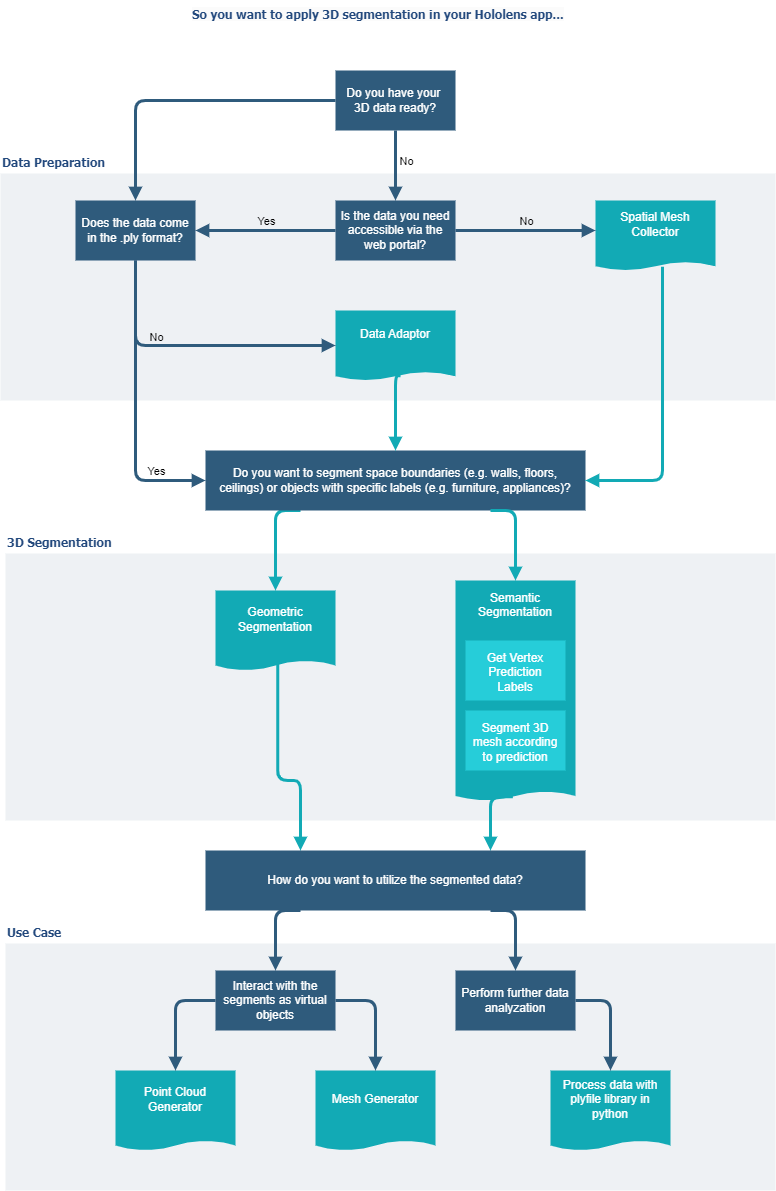 So you want to apply 3D segmentation in your Hololens app...
Do you have your
3D data ready?
No
Data Preparation
Does the data come
in the .ply format?
Yes
Is the data you need
accessible via the
web portal?
No
Spatial Mesh
Collector
No
Data Adaptor
Yes
Do you want to segment space boundaries (e.g. walls, floors,
ceilings) or objects with specific labels (e.g. furniture, appliances)?
3D Segmentation
Geometric
Segmentation
Semantic
Segmentation
Get Vertex
Prediction
Labels
Segment 3D
mesh according
to prediction
How do you want to utilize the segmented data?
Use Case
Interact with the
segments as virtual
objects
Perform further data
analyzation
Point Cloud
Generator
Mesh Generator
Process data with
plyfile library in
python